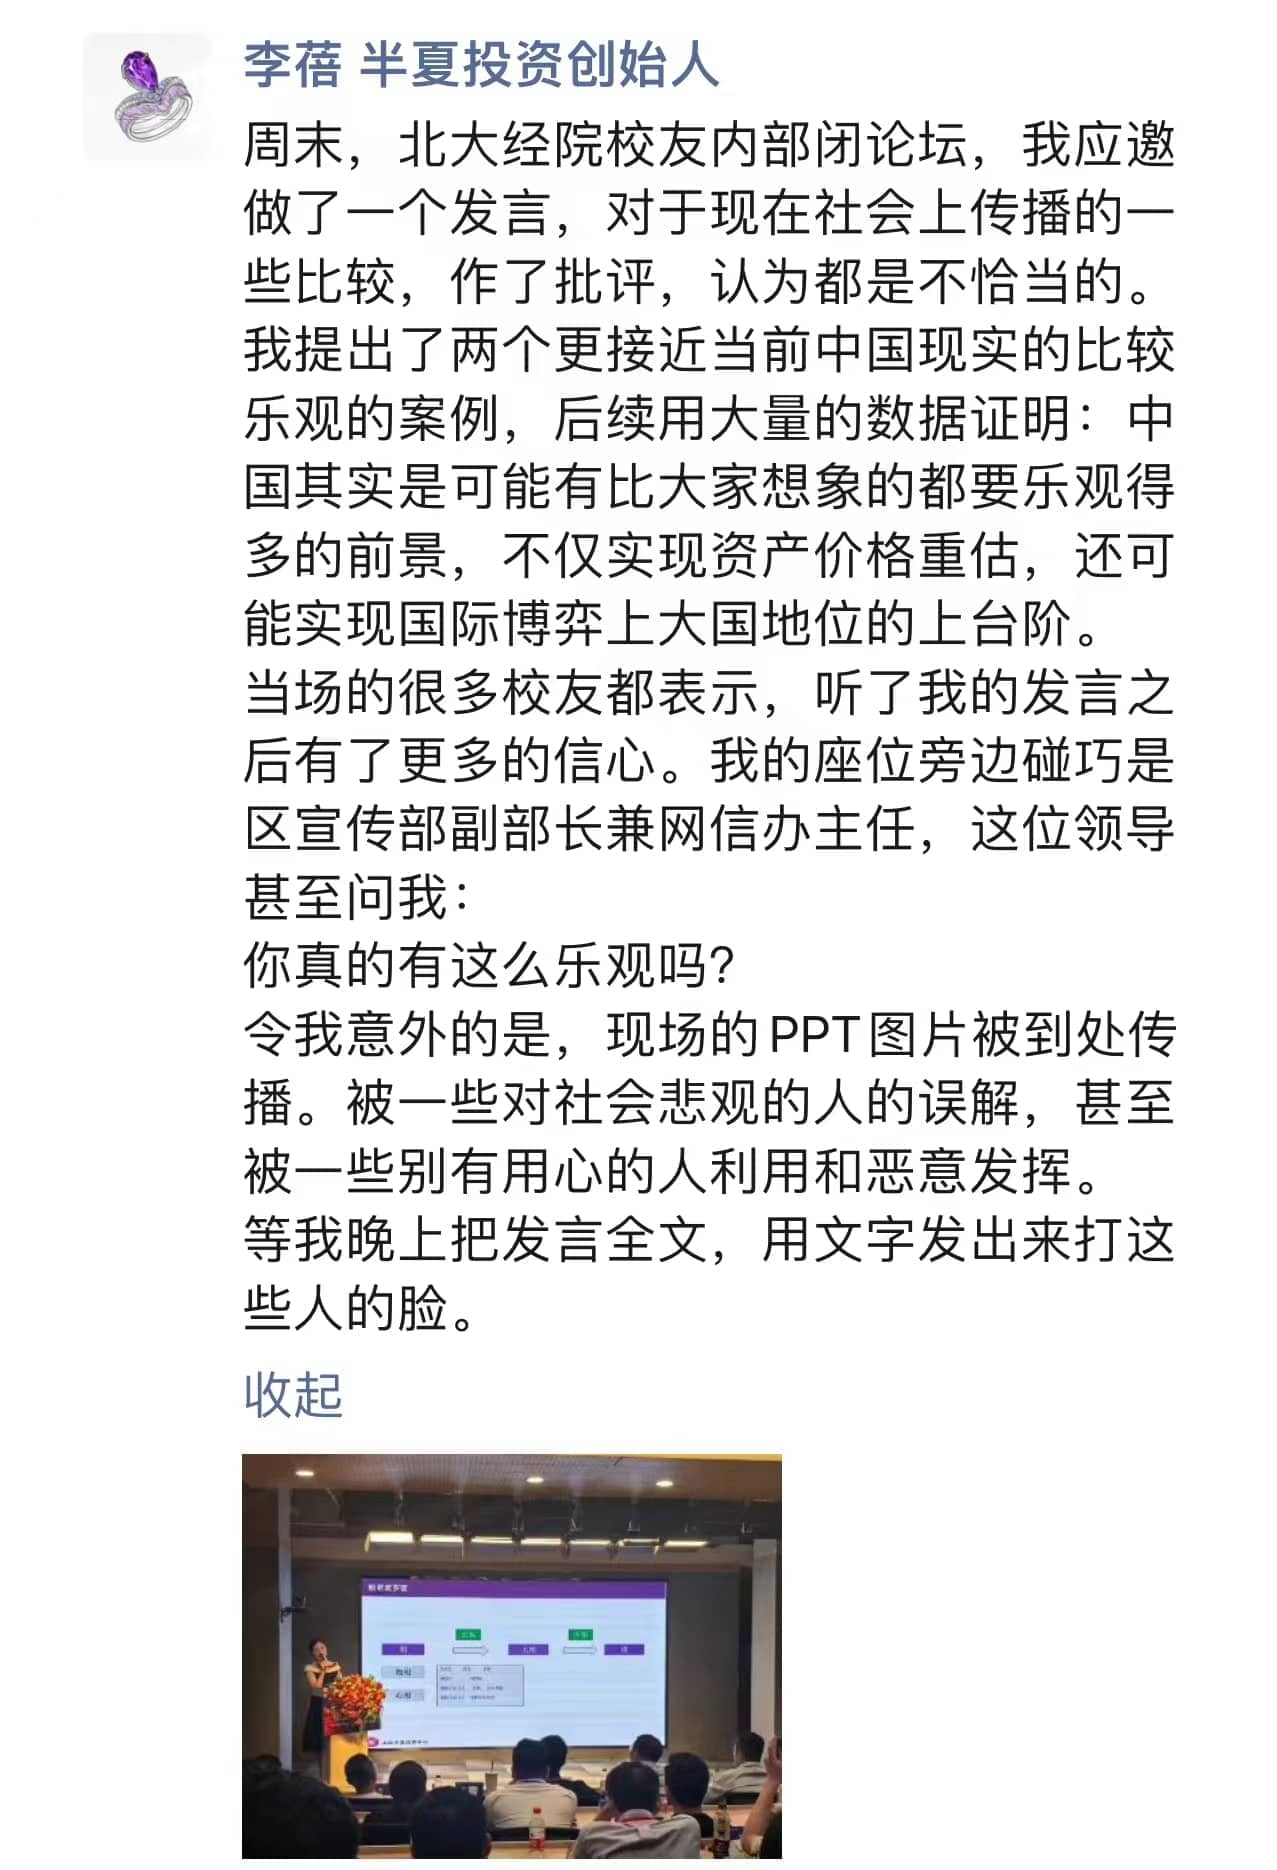 李蓓 半夏投资创始人
周末，北大经院校友内部闭论坛，我应邀
做了一个发言，对于现在社会上传播的一
些比较，作了批评，认为都是不恰当的。
我提出了两个更接近当前中国现实的比较
乐观的案例，后续用大量的数据证明：中
国其实是可能有比大家想象的都要乐观得
多的前景，不仅实现资产价格重估，还可
能实现国际博弈上大国地位的上台阶。
当场的很多校友都表示，听了我的发言之
后有了更多的信心。我的座位旁边碰巧是
区宣传部副部长兼网信办主任，这位领导
甚至问我：
你真的有这么乐观吗？
令我意外的是，现场的PPT图片被到处传
播。被一些对社会悲观的人的误解，甚至
被一些别有用心的人利用和恶意发挥。
等我晚上把发言全文，用文字发出来打这
些人的脸。
收起